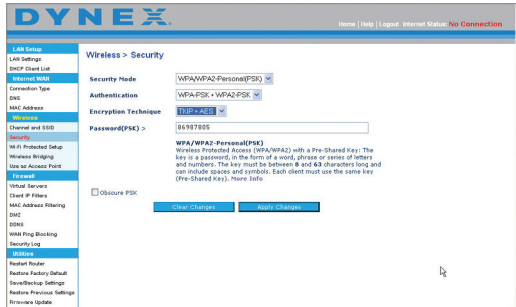 DYNEX
Home | Help | Logout Internet Status: No Connection
LAN Setup
LAN Settings
DHCP Client List
Internet WAN
Connection Type
DNS
MAC Address
Wireless
Channel and SSID
Security
Wi-Fi Protected Setup
Wireless Bridging
Use as Access Point
Firewall
Virtual Servers
Client IP Filters
MAC Address Filtering
DMZ
DDNS
WAN Ping Blocking
Security Log
Utilities
Restart Router
Restore Factory Default
Save/Backup Settings
Restore Previous Settings
Firmware Update
Wireless > Security
Security Mode WPA/WPA2-Personal(PSK)
Authentication WPA-PSK + WPA2-PSK
Encryption Technique TKIP + AES
Password(PSK) > 86987805
WPA/WPA2-Personal(PSK)
Wireless Protected Access (WPA/WPA2) with a Pre-Shared Key: The
key is a password, in the form of a word, phrase or series of letters
and numbers. The key must be between 8 and 63 characters long and
can include spaces and symbols. Each client must use the same key
(Pre-Shared Key). More Info
Obscure PSK
Clear Changes Apply Changes